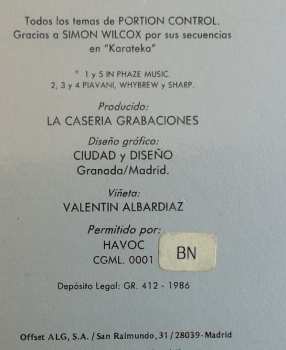 Todos los temas de PORTION CONTROL.
Gracias a SIMON WILCOX por sus secuencias
en "Karateka"
* 1 y 5 IN PHAZE MUSIC.
2, 3 y 4 PIAVANI, WHYBREW y SHARP.
Producido:
LA CASERIA GRABACIONES
Diseño gráfico:
CIUDAD y DISEÑO
Granada/Madrid.
Viñeta:
VALENTIN ALBARDIAZ
Permitido por:
HAVOC
CGML. 0001
BN
Depósito Legal: GR. 412 - 1986
Offset ALG, S.A. / San Raimundo, 31 / 28039-Madrid